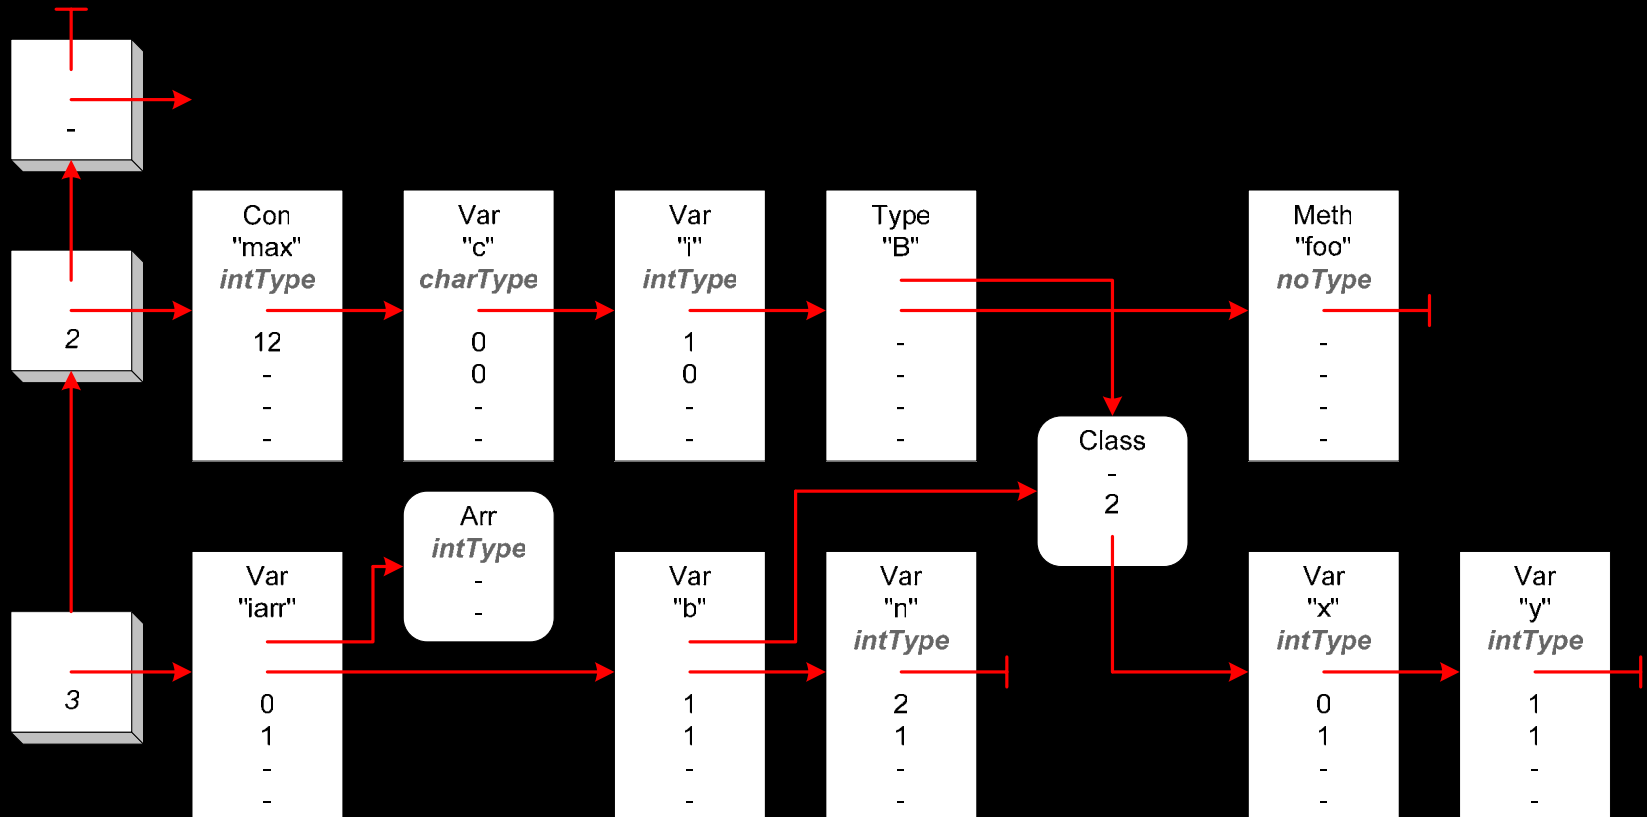 -
2
Con
"max"
intType
12
-
-
-
Var
"c"
charType
0
0
-
-
Var
"i"
intType
1
0
-
-
Type
"B"
-
-
-
-
Meth
"foo"
noType
-
-
-
-
Class
-
2
Arr
intType
-
-
3
Var
"iarr"
0
1
-
-
Var
"b"
1
1
-
-
Var
"n"
intType
2
1
-
-
Var
"x"
intType
0
1
-
-
Var
"y"
intType
1
1
-
-